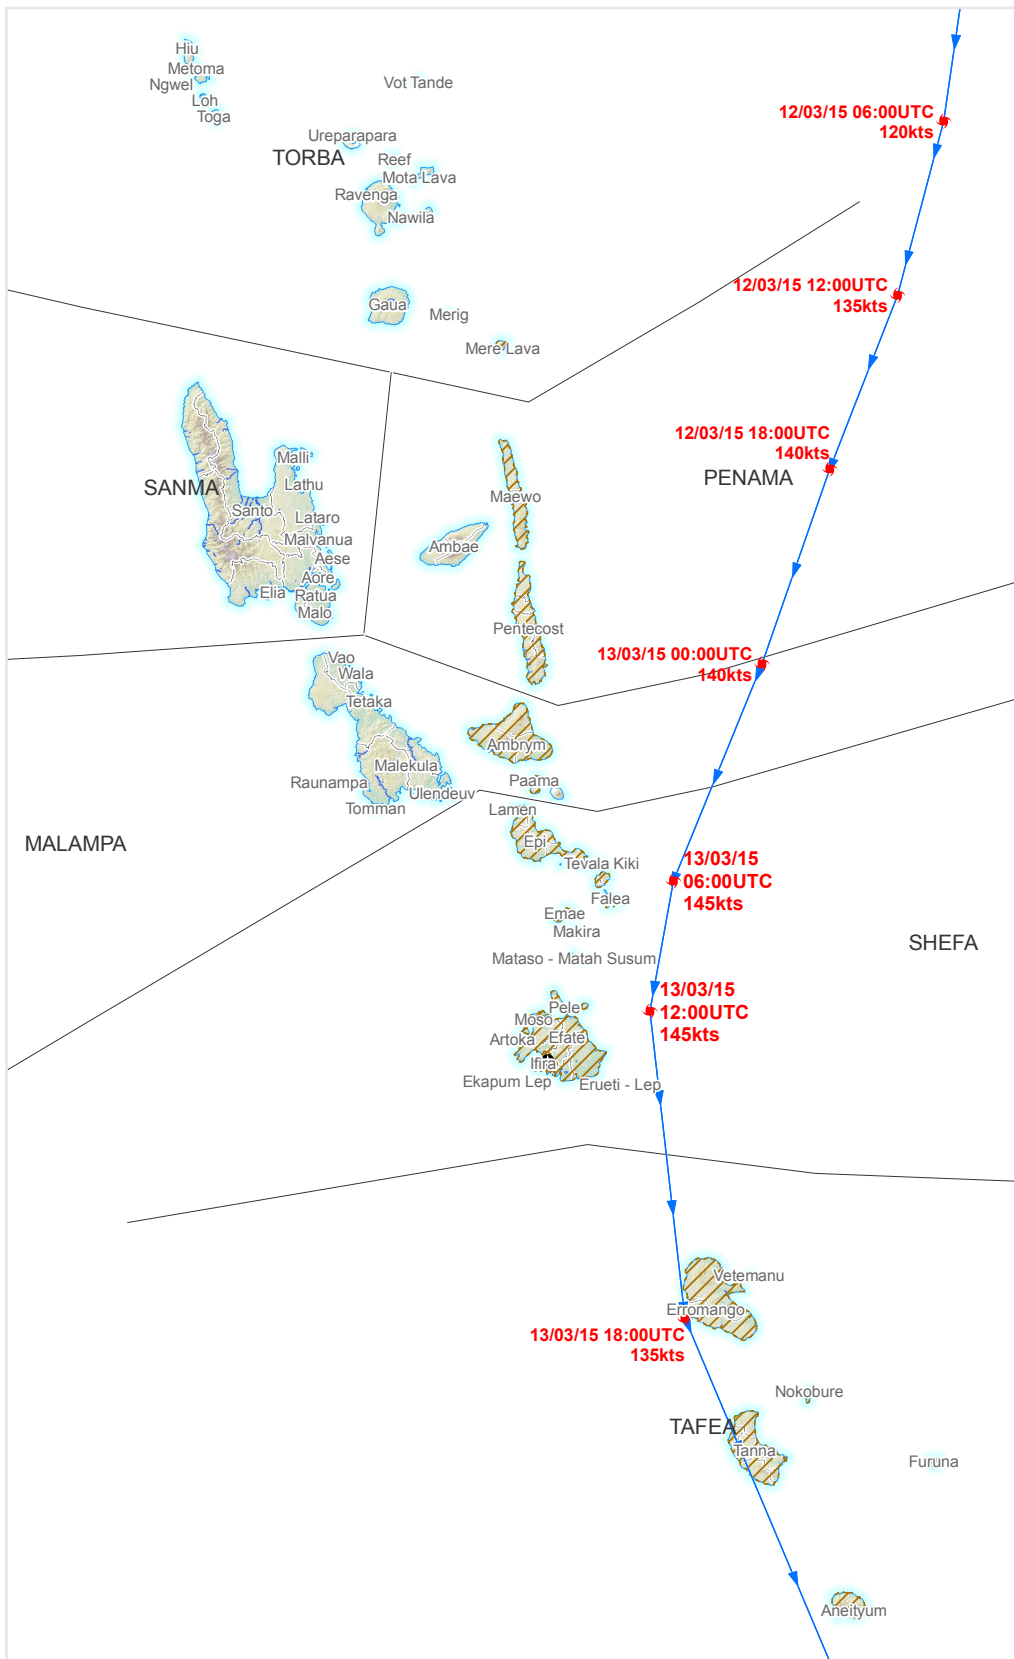 Hiu
Metoma
Ngwel
Loh
Toga
Vot Tande
12/03/15 06:00UTC
120kts
Ureparapara
TORBA
Reef
Mota Lava
Ravenga
Nawila
12/03/15 12:00UTC
135kts
Gaua
Merig
Mere Lava
12/03/15 18:00UTC
140kts
PENAMA
Malli
SANMA
Lathu
Maewo
Santo
Lataro
Malvanua
Ambae
Aese
Aore
Elia
Ratua
Malo
Pentecost
13/03/15 00:00UTC
140kts
Vao
Wala
Tetaka
Ambrym
Malekula
Raunampa
Paama
Ulendeuv
Tomman
Lamen
MALAMPA
Epi
Tevala Kiki
13/03/15
06:00UTC
145kts
Falea
Emae
Makira
SHEFA
Mataso - Matah Susum
13/03/15
12:00UTC
145kts
Pele
Moso
Artoka
Efate
Ifira
Ekapum Lep
Erueti - Lep
Vetemanu
Erromango
13/03/15 18:00UTC
135kts
Nokobure
TAFEA
Tanna
Furuna
Aneityum